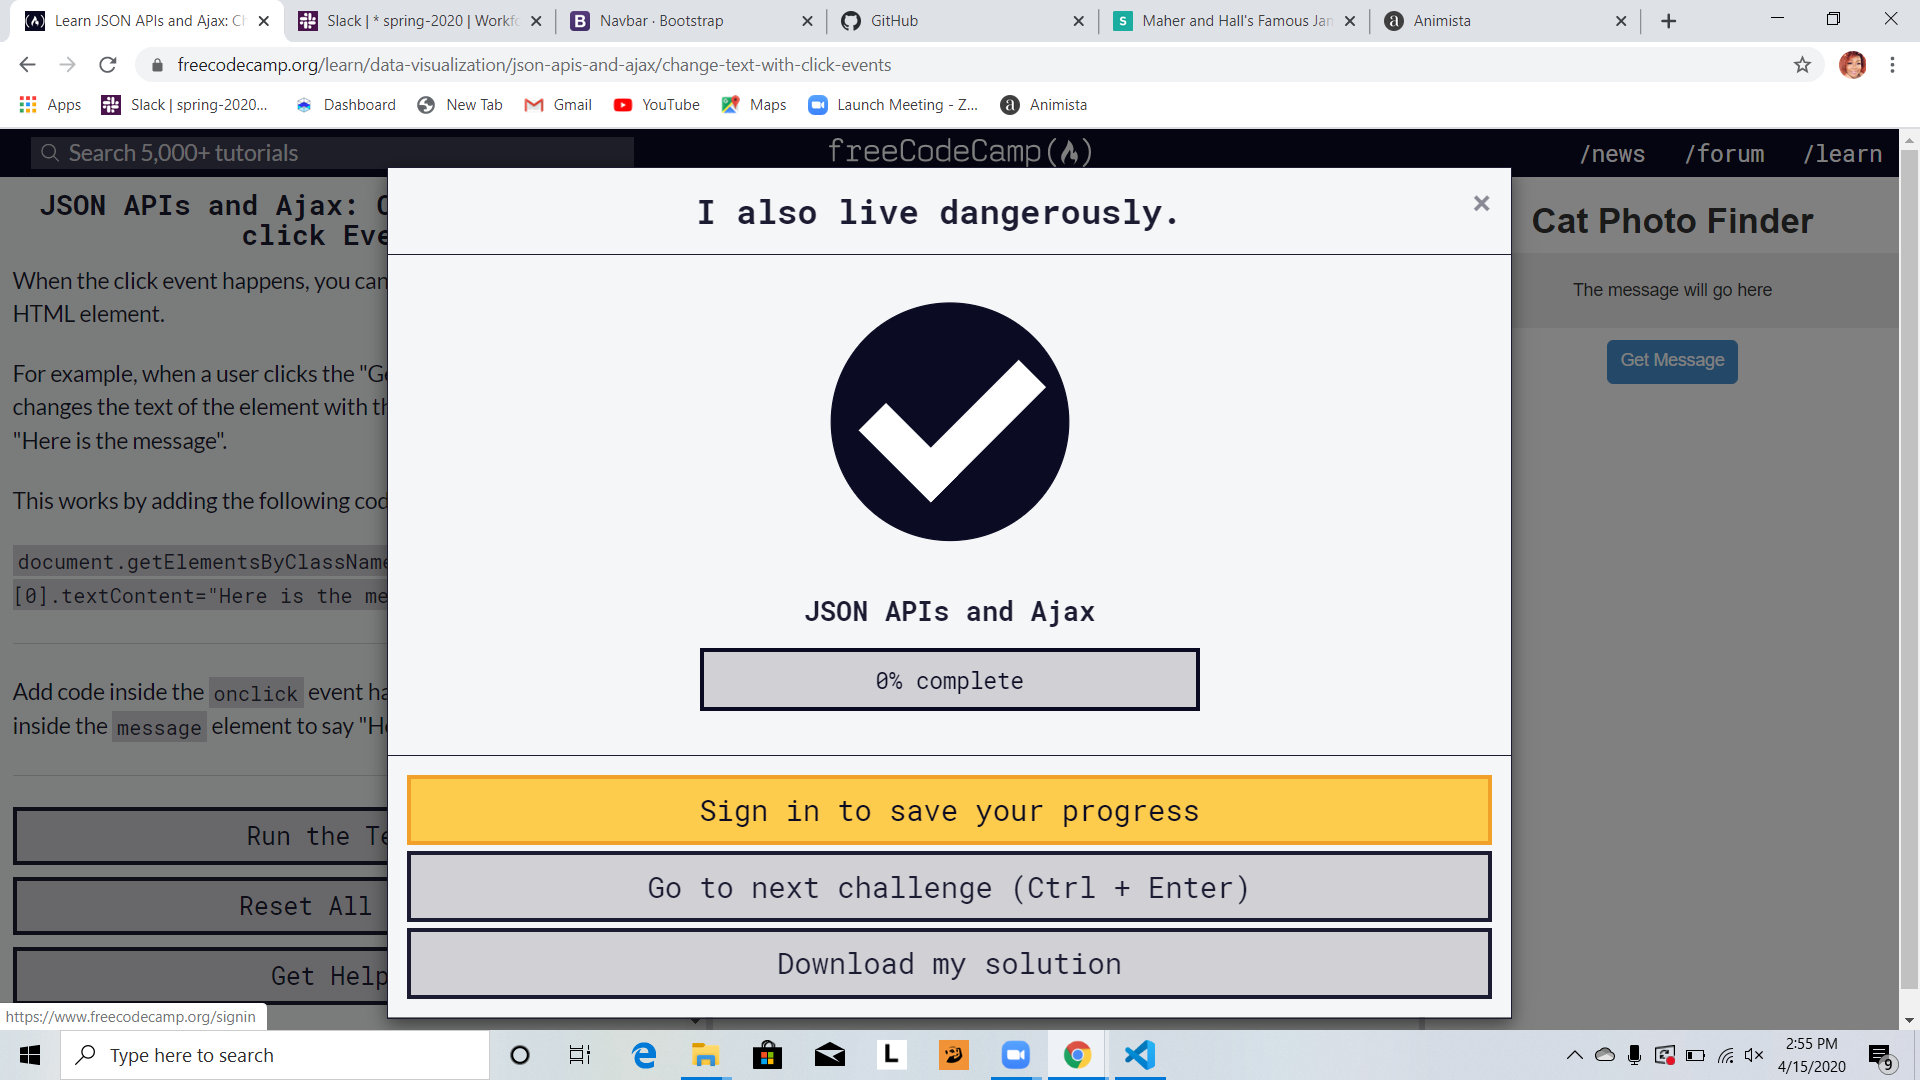 Learn JSON APIs and Ajax: Ch
Slack | * spring-2020 | Workfo
Navbar · Bootstrap
GitHub
Maher and Hall's Famous Jam
Animista
freecodecamp.org/learn/data-visualization/json-apis-and-ajax/change-text-with-click-events
Apps
Slack | spring-2020...
Dashboard
New Tab
Gmail
YouTube
Maps
Launch Meeting - Z...
Animista
Search 5,000+ tutorials
freeCodeCamp
/news
/forum
/learn
JSON APIs and Ajax: C
click Eve
When the click event happens, you can
HTML element.
For example, when a user clicks the "Ge
changes the text of the element with th
"Here is the message".
This works by adding the following cod
document.getElementsByClassName
[0].textContent="Here is the me
Add code inside the onclick event ha
inside the message element to say "He
Run the Te
Reset All
Get Help
https://www.freecodecamp.org/signin
I also live dangerously.
×
JSON APIs and Ajax
0% complete
Sign in to save your progress
Go to next challenge (Ctrl + Enter)
Download my solution
Cat Photo Finder
The message will go here
Get Message
Type here to search
2:55 PM
4/15/2020
9